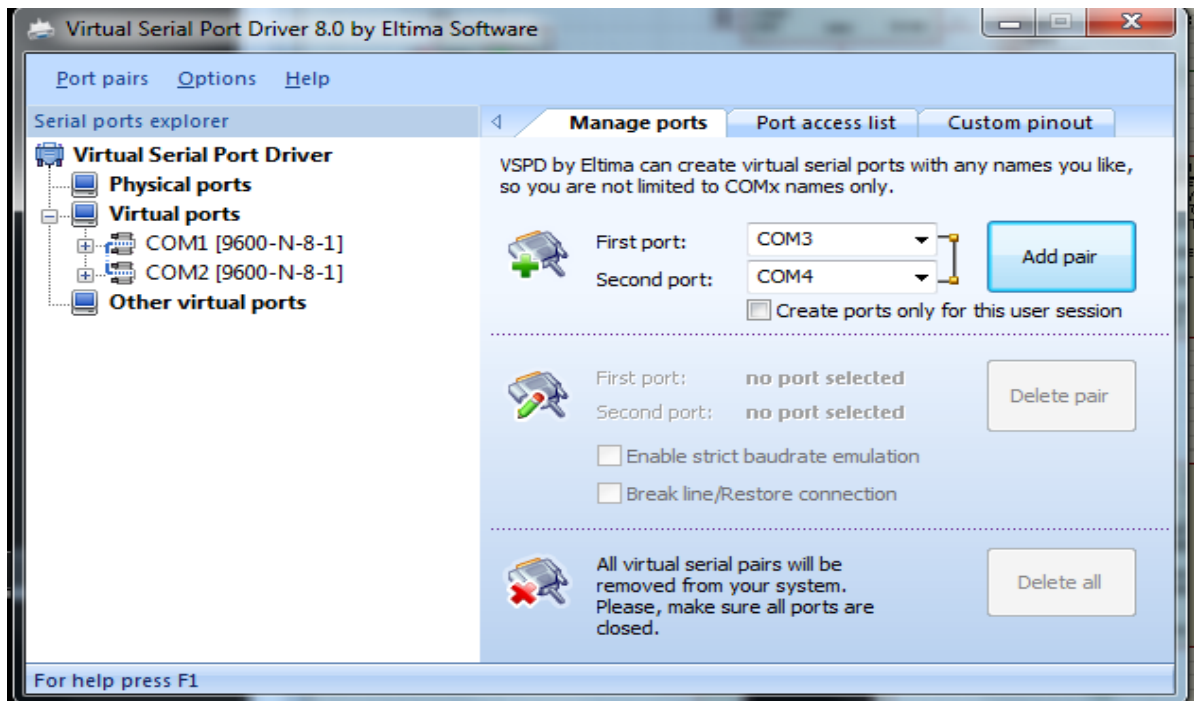 Virtual Serial Port Driver 8.0 by Eltima Software
Port pairs Options Help
Serial ports explorer
Virtual Serial Port Driver
Physical ports
Virtual ports
COM1 [9600-N-8-1]
COM2 [9600-N-8-1]
Other virtual ports
Manage ports Port access list Custom pinout
VSPD by Eltima can create virtual serial ports with any names you like,
so you are not limited to COMx names only.
First port: COM3
Second port: COM4
Add pair
Create ports only for this user session
First port: no port selected
Second port: no port selected
Delete pair
Enable strict baudrate emulation
Break line/Restore connection
All virtual serial pairs will be
removed from your system.
Please, make sure all ports are
closed.
Delete all
For help press F1